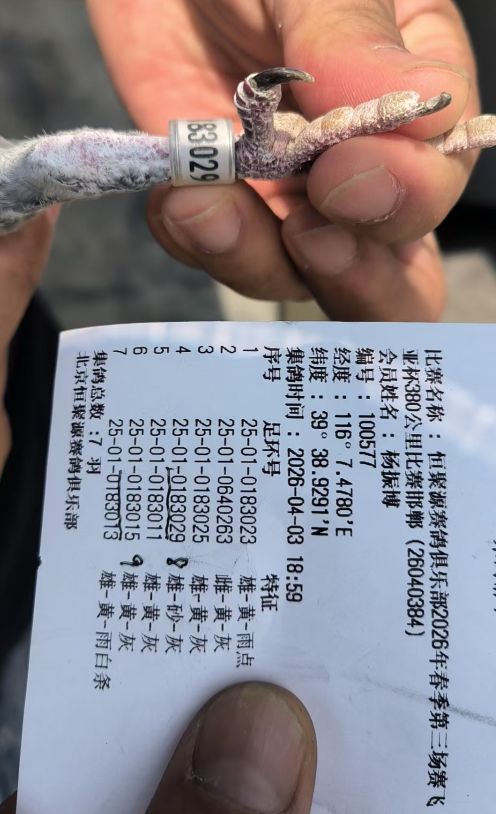 83029
比赛名称：恒聚源赛鸽俱乐部2026年春季第三场赛飞
亚杯380公里比赛邯郸（26040384）
会员姓名：杨振博
编号：100577
经度：116°7.4780'E
纬度：39°38.9291'N
集鸽时间：2026-04-03 18:59
序号 足环号 特征
1 25-01-0183023 雄-黄-雨点
2 25-01-0640263 雌-黄-灰
3 25-01-0183025 雄-黄-灰
4 25-01-0183029 8 雄-砂-灰
5 25-01-0183011 雄-黄-灰
6 25-01-0183015 9 雄-黄-灰
7 25-01-0183013 雄-黄-雨白条
集鸽总数：7 羽
北京恒聚源赛鸽俱乐部